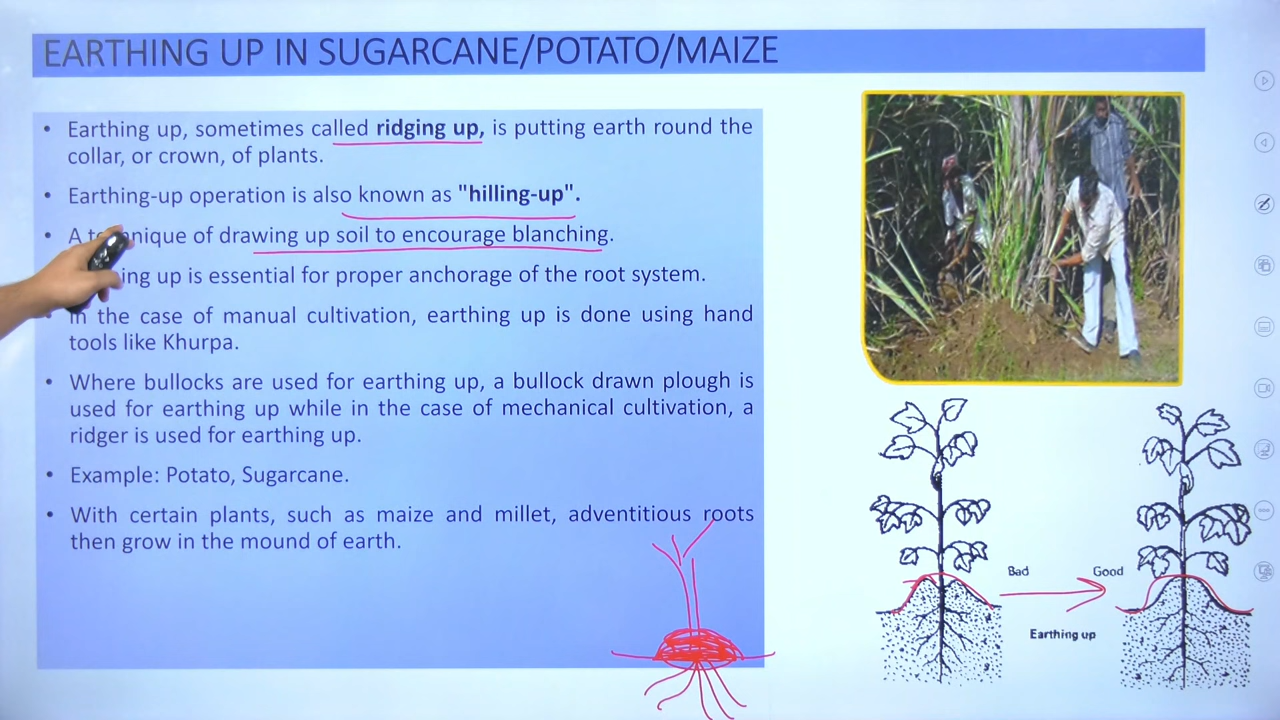 EARTHING UP IN SUGARCANE/POTATO/MAIZE
• Earthing up, sometimes called ridging up, is putting earth round the
collar, or crown, of plants.
• Earthing-up operation is also known as "hilling-up".
• A technique of drawing up soil to encourage blanching.
ing up is essential for proper anchorage of the root system.
• In the case of manual cultivation, earthing up is done using hand
tools like Khurpa.
• Where bullocks are used for earthing up, a bullock drawn plough is
used for earthing up while in the case of mechanical cultivation, a
ridger is used for earthing up.
• Example: Potato, Sugarcane.
• With certain plants, such as maize and millet, adventitious roots
then grow in the mound of earth.
Bad
Good
Earthing up